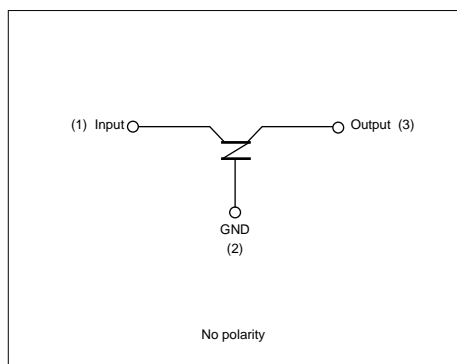 (1) Input
Output (3)
GND
(2)
No polarity